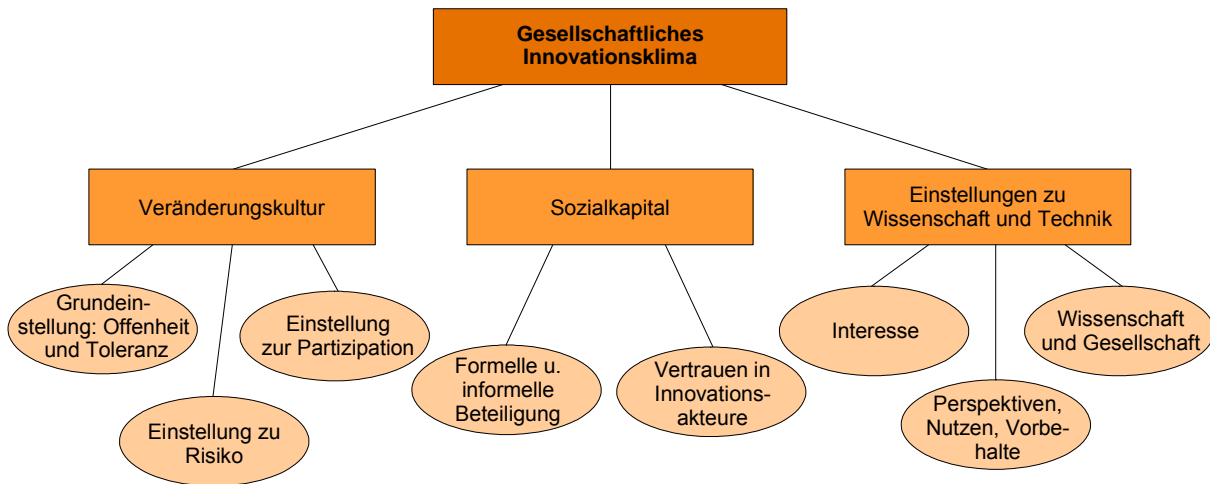 Gesellschaftliches
Innovationsklima
Veränderungskultur
Sozialkapital
Einstellungen zu
Wissenschaft und Technik
Grundein-
stellung: Offenheit
und Toleranz
Einstellung zu
Risiko
Einstellung
zur Partizipation
Formelle u.
informelle
Beteiligung
Vertrauen in
Innovations-
akteure
Interesse
Perspektiven,
Nutzen, Vorbe-
halte
Wissenschaft
und Gesellschaft